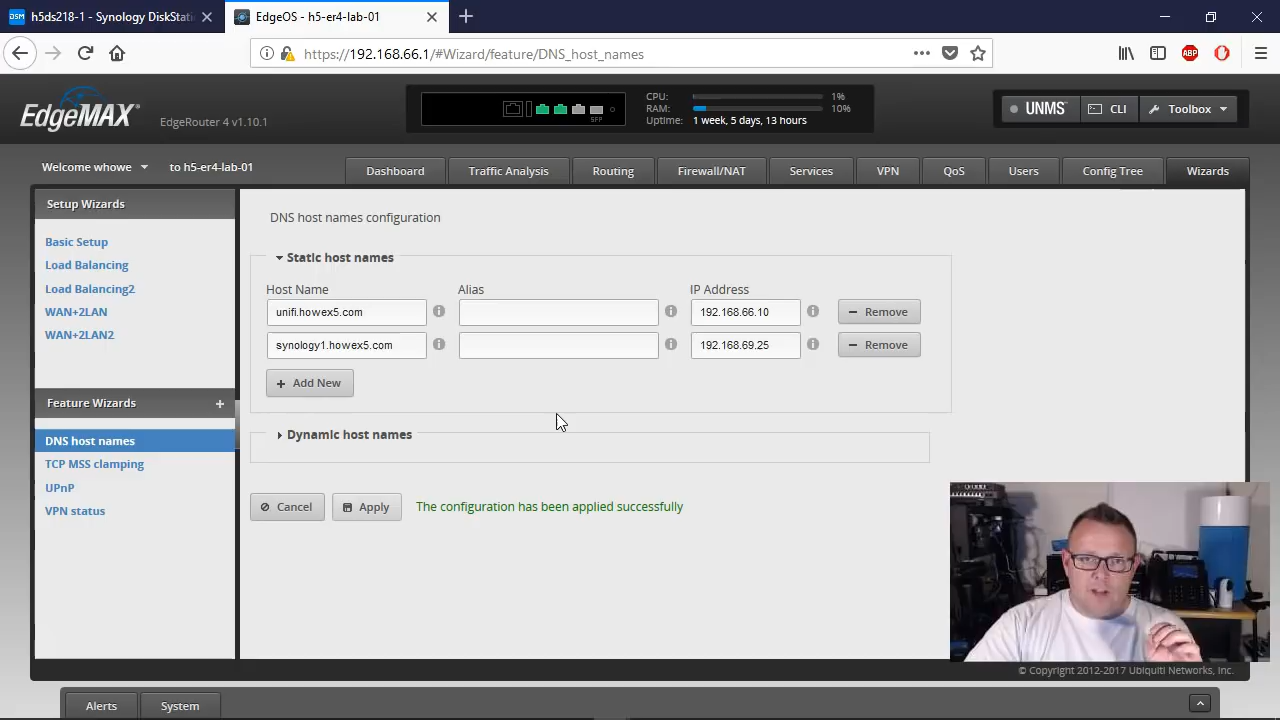 h5ds218-1 - Synology DiskStati
EdgeOS - h5-er4-lab-01
https://192.168.66.1/#Wizard/feature/DNS_host_names
ABP
EdgeMAX
EdgeRouter 4 v1.10.1
SFP
CPU: 1%
RAM: 10%
Uptime: 1 week, 5 days, 13 hours
UNMS
CLI
Toolbox
Welcome whowe
to h5-er4-lab-01
Dashboard
Traffic Analysis
Routing
Firewall/NAT
Services
VPN
QoS
Users
Config Tree
Wizards
Setup Wizards
Basic Setup
Load Balancing
Load Balancing2
WAN+2LAN
WAN+2LAN2
Feature Wizards +
DNS host names
TCP MSS clamping
UPnP
VPN status
DNS host names configuration
Static host names
Host Name Alias IP Address
unifi.howex5.com 192.168.66.10 Remove
synology1.howex5.com 192.168.69.25 Remove
+ Add New
Dynamic host names
Cancel
Apply
The configuration has been applied successfully
© Copyright 2012-2017 Ubiquiti Networks, Inc.
Alerts
System